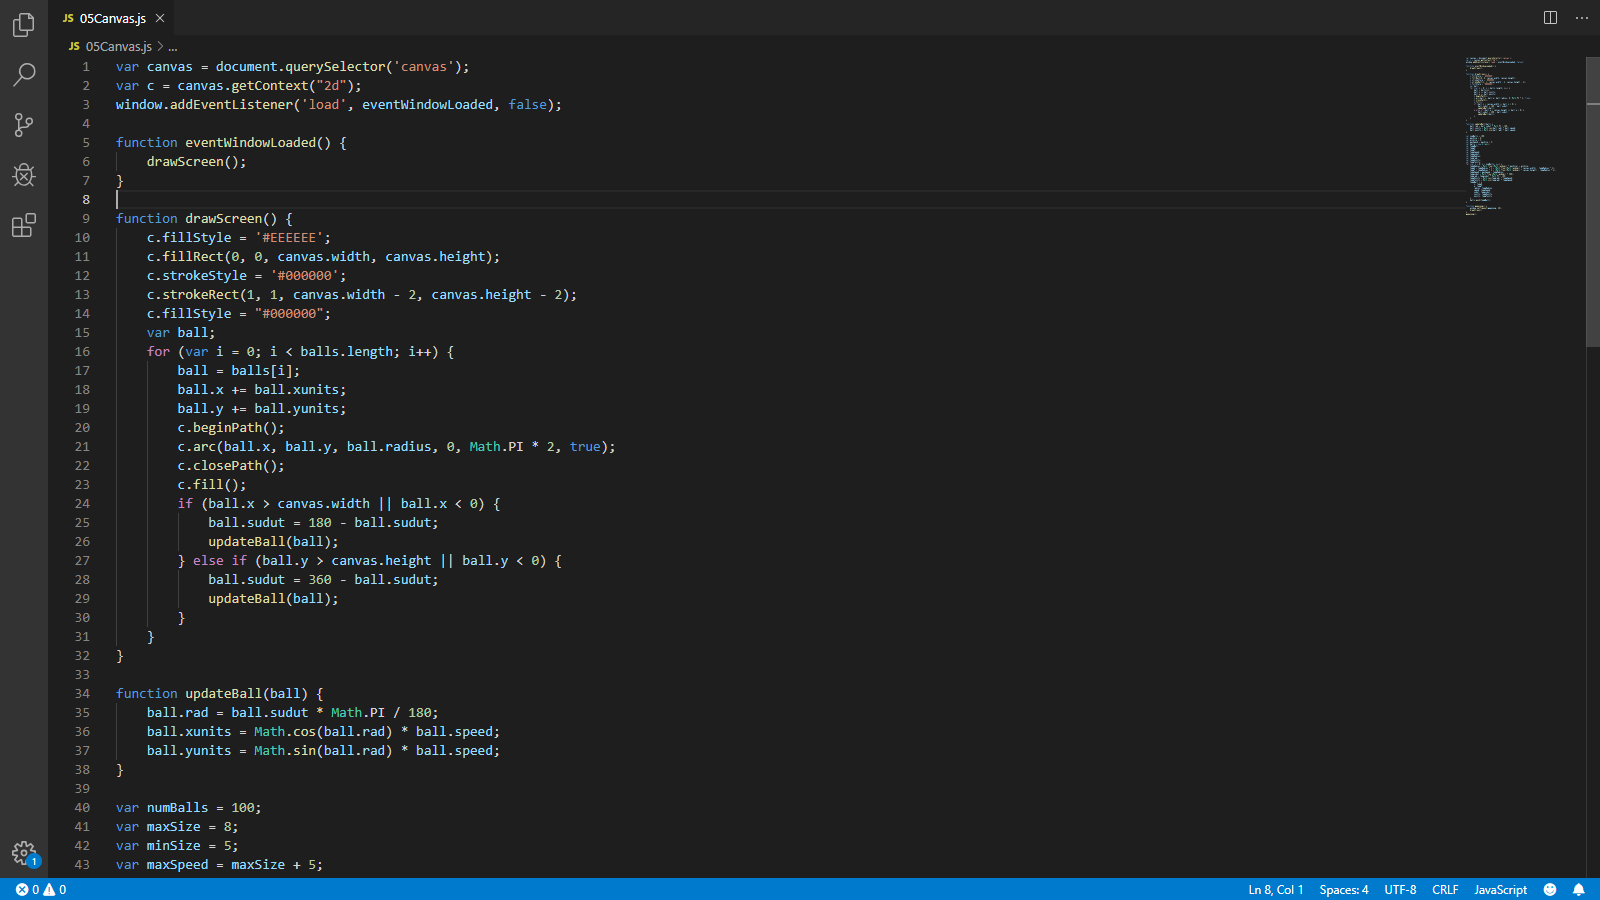 JS 05Canvas.js ×
JS 05Canvas.js > ...
1 var canvas = document.querySelector('canvas');
2 var c = canvas.getContext("2d");
3 window.addEventListener('load', eventWindowLoaded, false);
4
5 function eventWindowLoaded() {
6 drawScreen();
7 }
8
9 function drawScreen() {
10 c.fillStyle = '#EEEEEE';
11 c.fillRect(0, 0, canvas.width, canvas.height);
12 c.strokeStyle = '#000000';
13 c.strokeRect(1, 1, canvas.width - 2, canvas.height - 2);
14 c.fillStyle = "#000000";
15 var ball;
16 for (var i = 0; i < balls.length; i++) {
17 ball = balls[i];
18 ball.x += ball.xunits;
19 ball.y += ball.yunits;
20 c.beginPath();
21 c.arc(ball.x, ball.y, ball.radius, 0, Math.PI * 2, true);
22 c.closePath();
23 c.fill();
24 if (ball.x > canvas.width || ball.x < 0) {
25 ball.sudut = 180 - ball.sudut;
26 updateBall(ball);
27 } else if (ball.y > canvas.height || ball.y < 0) {
28 ball.sudut = 360 - ball.sudut;
29 updateBall(ball);
30 }
31 }
32 }
33
34 function updateBall(ball) {
35 ball.rad = ball.sudut * Math.PI / 180;
36 ball.xunits = Math.cos(ball.rad) * ball.speed;
37 ball.yunits = Math.sin(ball.rad) * ball.speed;
38 }
39
40 var numBalls = 100;
41 var maxSize = 8;
42 var minSize = 5;
43 var maxSpeed = maxSize + 5;
1
0 0 Ln 8, Col 1 Spaces: 4 UTF-8 CRLF JavaScript